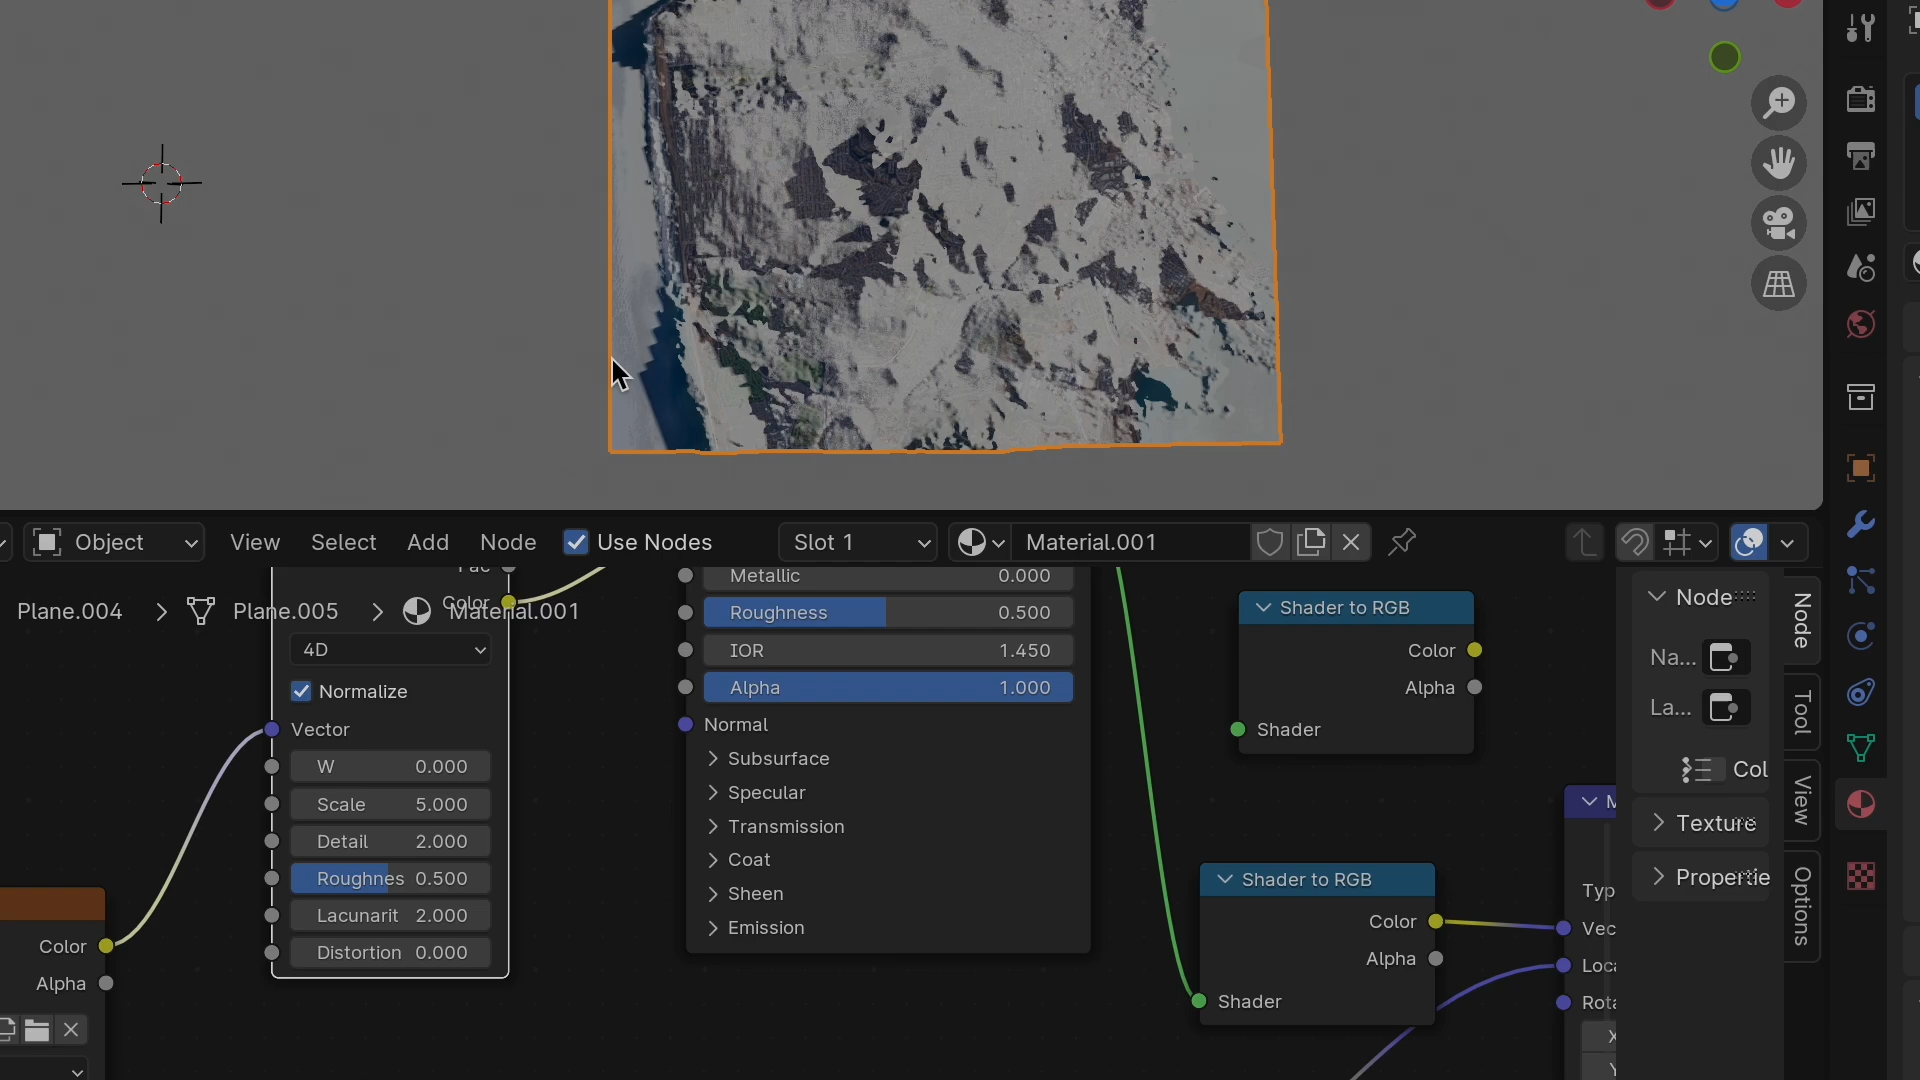 Object
View
Select
Add
Node
Use Nodes
Slot 1
Material.001
Plane.004
Plane.005
Material.001
Fac
Color
4D
Normalize
Vector
W 0.000
Scale 5.000
Detail 2.000
Roughnes 0.500
Lacunarit 2.000
Distortion 0.000
Color
Alpha
Metallic 0.000
Roughness 0.500
IOR 1.450
Alpha 1.000
Normal
Subsurface
Specular
Transmission
Coat
Sheen
Emission
Shader to RGB
Color
Alpha
Shader
Shader to RGB
Color
Alpha
Shader
M
Typ
Vec
Loca
Rota
X
Y
Node
Na...
La...
Col
Texture
Propertie
Node
Tool
View
Options